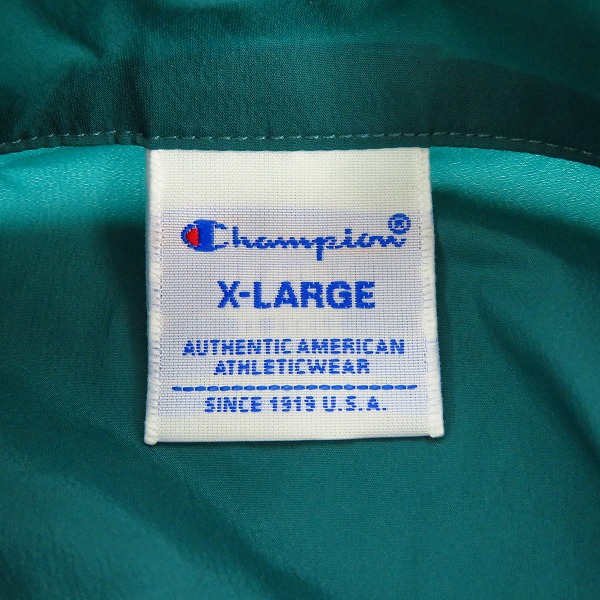 Champion®
X-LARGE
AUTHENTIC AMERICAN
ATHLETICWEAR
SINCE 1919 U.S.A.